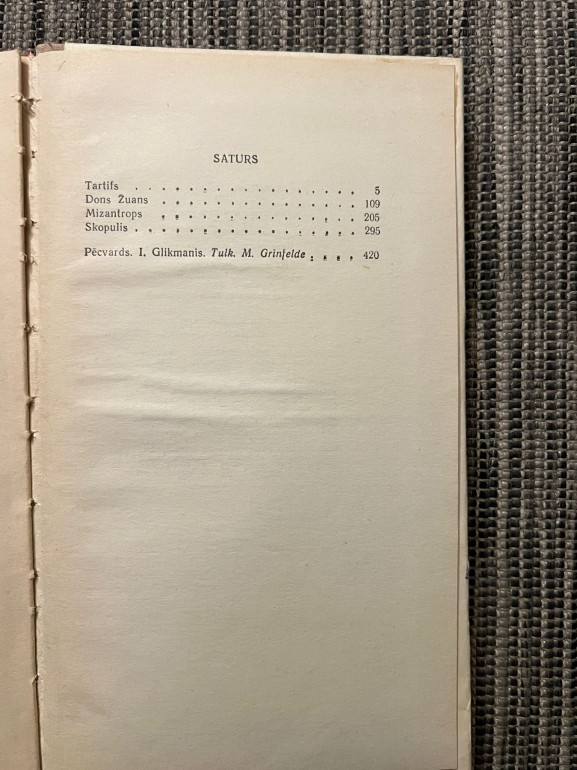 SATURS
Tartifs . . . . . . . . . . . . . . . . . 5
Dons Žuans . . . . . . . . . . . . . . . 109
Mizantrops . . . . . . . . . . . . . . . 205
Skopulis . . . . . . . . . . . . . . . . . 295
Pēcvārds. I. Glikmanis. Tulk. M. Grinfelde . . . . 420